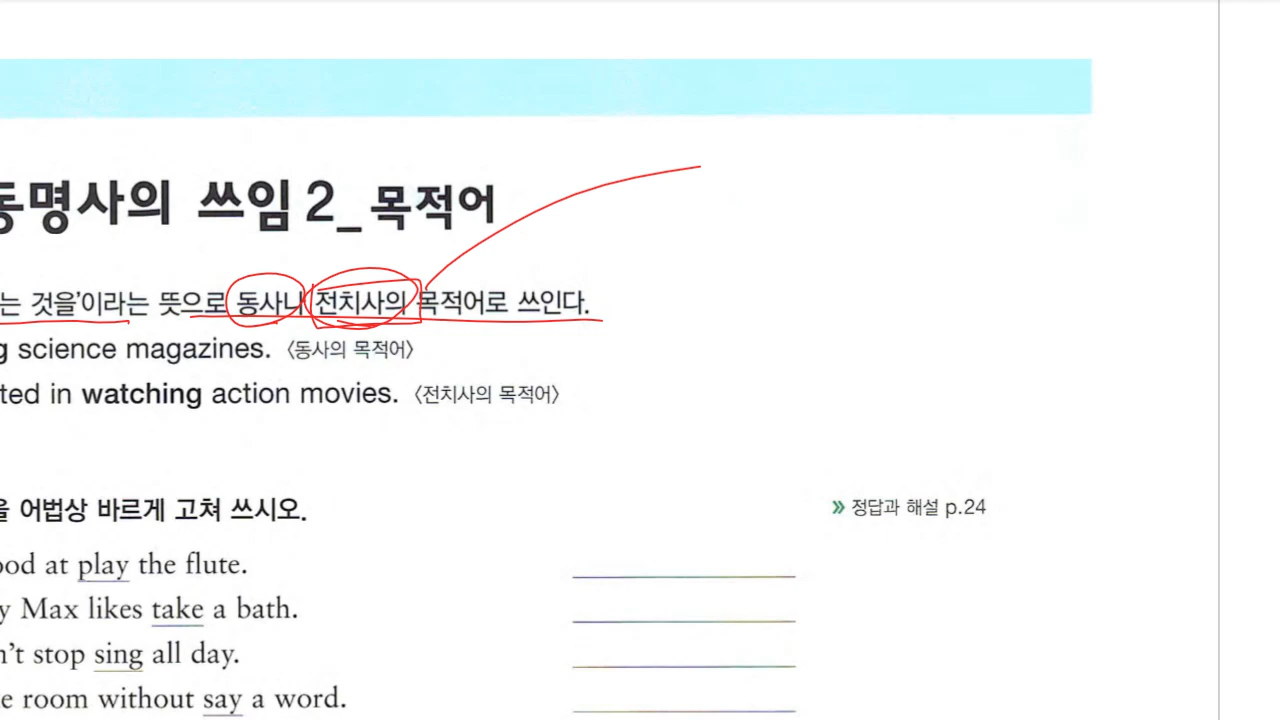 동명사의 쓰임 2_목적어
는 것을'이라는 뜻으로 동사나 전치사의 목적어로 쓰인다.
g science magazines. 〈동사의 목적어〉
ted in watching action movies. 〈전치사의 목적어〉
을 어법상 바르게 고쳐 쓰시오.
» 정답과 해설 p.24
ood at play the flute.
y Max likes take a bath.
n't stop sing all day.
e room without say a word.